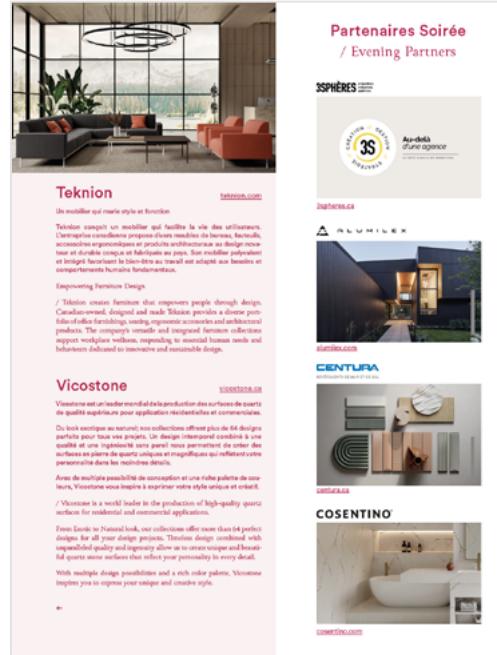 Teknion
teknion.com
Un mobilier qui marie style et fonction
Teknion conçoit un mobilier qui facilite la vie des utilisateurs.
L'entreprise canadienne propose divers meubles de bureau, fauteuils,
accessoires ergonomiques et produits architecturaux au design nova-
teur et durable conçus et fabriqués au pays. Son mobilier polyvalent
et intégré favorisant le bien-être au travail est adapté aux besoins et
comportements humains fondamentaux.
Empowering Furniture Design
/ Teknion creates furniture that empowers people through design.
Canadian-owned, designed and made Teknion provides a diverse port-
folio of office furnishings, seating, ergonomic accessories and architectural
products. The company's versatile and integrated furniture collections
support workplace wellness, responding to essential human needs and
behaviours dedicated to innovative and sustainable design.
Vicostone
vicostone.ca
Vicostone est un leader mondial de la production des surfaces de quartz
de qualité supérieure pour application résidentielles et commerciales.
Du look exotique au naturel; nos collections offrent plus de 64 designs
parfaits pour tous vos projets. Un design intemporel combiné à une
qualité et une ingéniosité sans pareil nous permettent de créer des
surfaces en pierre de quartz uniques et magnifiques qui reflètent votre
personnalité dans les moindres détails.
Avec de multiples possibilité de conception et une riche palette de cou-
leurs, Vicostone vous inspire à exprimer votre style unique et créatif.
/ Vicostone is a world leader in the production of high-quality quartz
surfaces for residential and commercial applications.
From Exotic to Natural look, our collections offer more than 64 perfect
designs for all your design projects. Timeless design combined with
unparalleled quality and ingenuity allow us to create unique and beauti-
ful quartz stone surfaces that reflect your personality in every detail.
With multiple design possibilities and a rich color palette, Vicostone
inspires you to express your unique and creative style.
←
Partenaires Soirée
/ Evening Partners
3SPHÈRES
CRÉATION
GESTION
STRATÉGIE
3S
Au-delà
d'une agence
3spheres.ca
ALUMILEX
alumilex.com
CENTURA
centura.ca
COSENTINO
cosentino.com